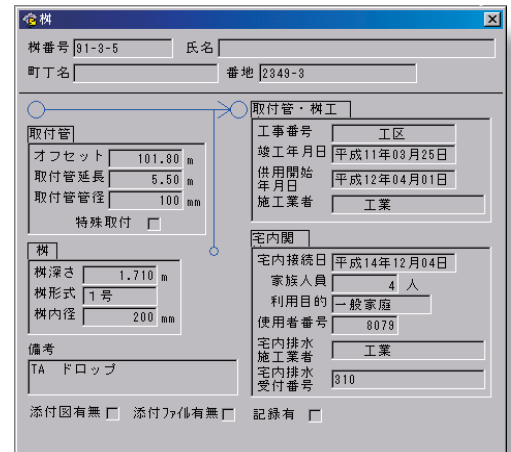 桝
桝番号 91-3-5 氏名
町丁名 番地 2349-3
取付管
オフセット 101.80 m
取付管延長 5.50 m
取付管管径 100 mm
特殊取付
桝
桝深さ 1.710 m
桝形式 1号
桝内径 200 mm
備考
TA ドロップ
添付図有無 添付ファイル有無 記録有
取付管・桝工
工事番号 工区
竣工年月日 平成11年03月25日
供用開始
年月日 平成12年04月01日
施工業者 工業
宅内関
宅内接続日 平成14年12月04日
家族人員 4 人
利用目的 一般家庭
使用者番号 8079
宅内排水
施工業者 工業
宅内排水
受付番号 310